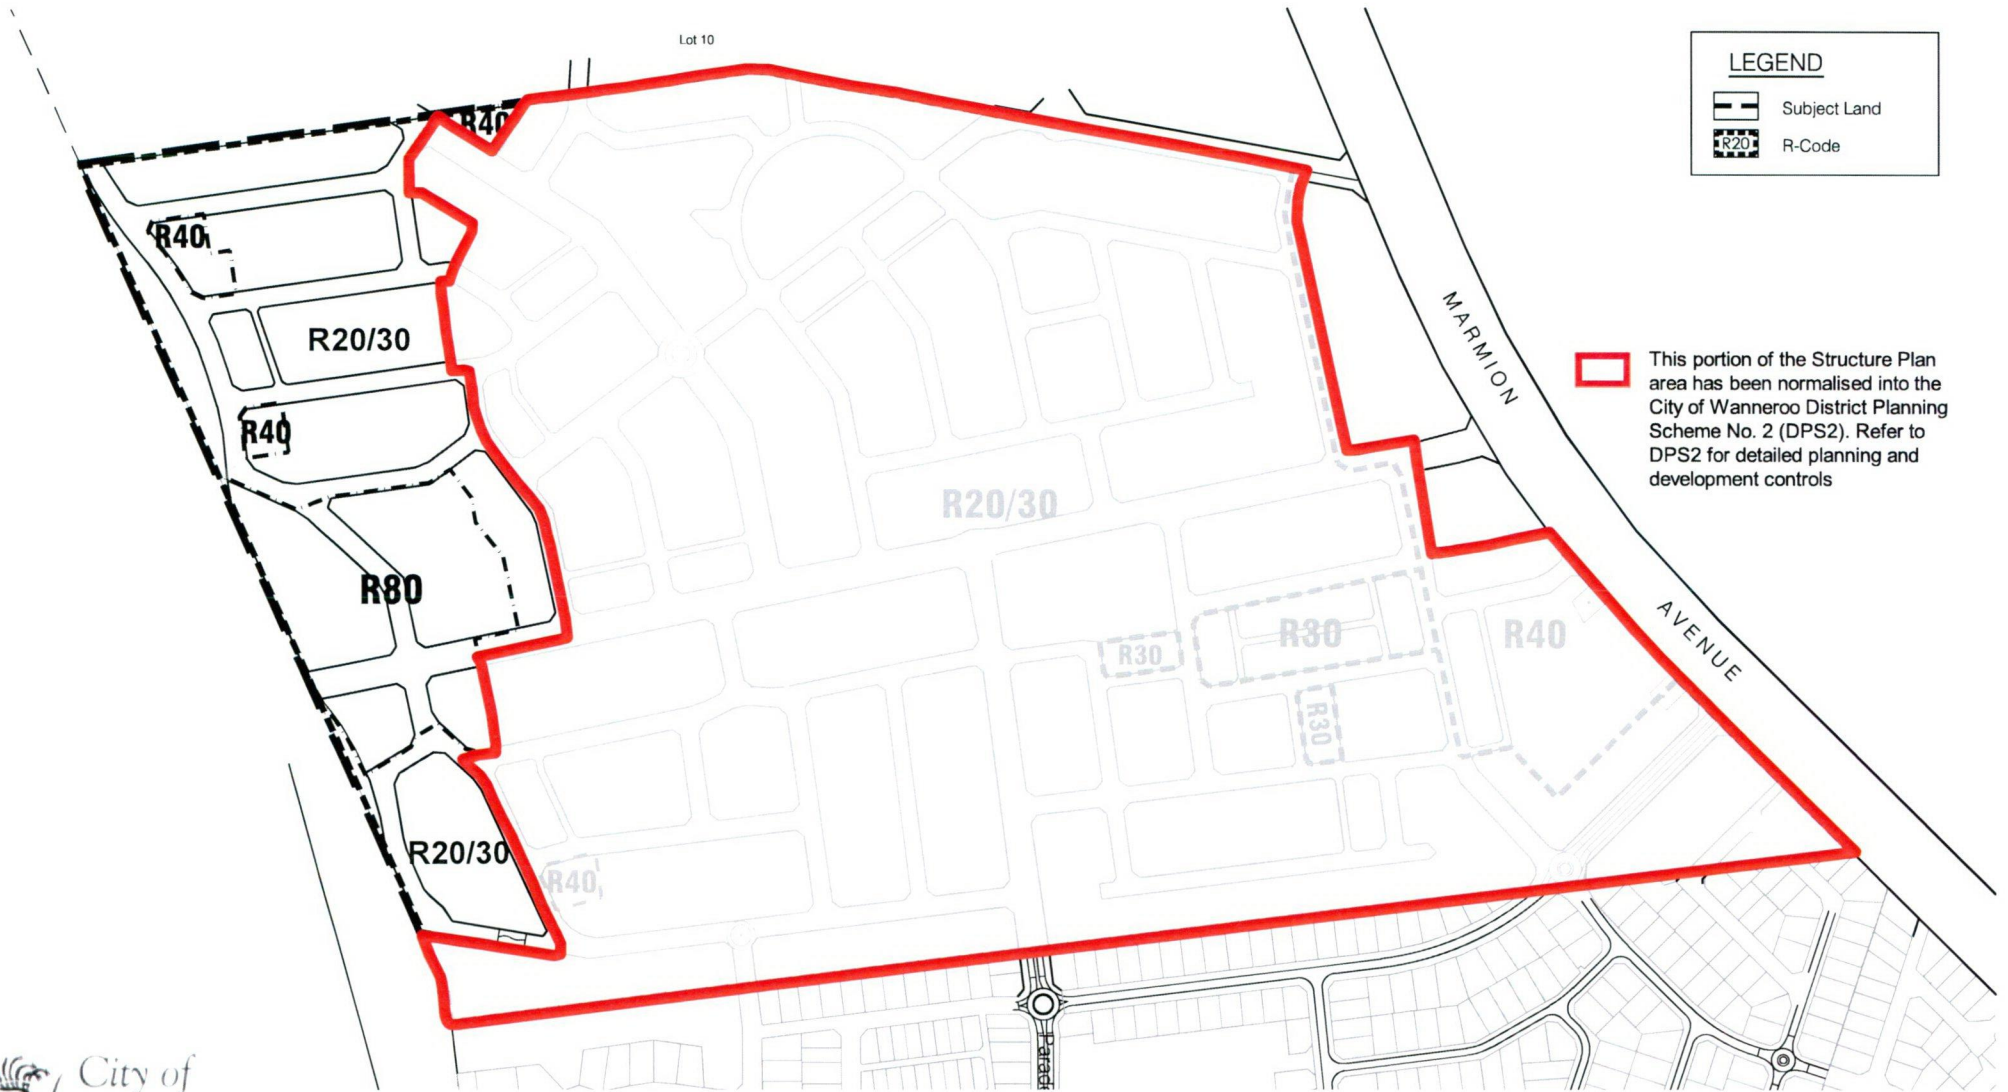 Lot 10
LEGEND
Subject Land
R20
R-Code
R40
R40
R20/30
MARMION
This portion of the Structure Plan
area has been normalised into the
City of Wanneroo District Planning
Scheme No. 2 (DPS2). Refer to
DPS2 for detailed planning and
development controls
R40
R20/30
R80
AVENUE
R30
R40
R30
R30
R20/30
R40
City of